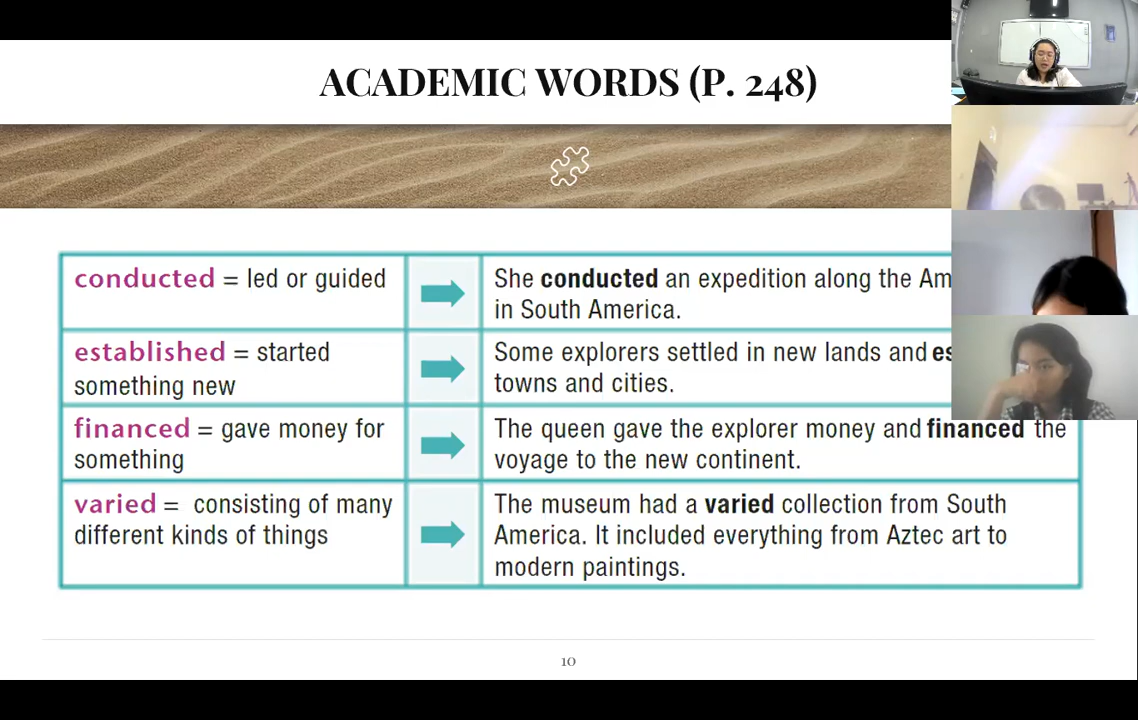 ACADEMIC WORDS (P. 248)
conducted = led or guided
She conducted an expedition along the
in South America.
established = started
something new
Some explorers settled in new lands and
towns and cities.
financed = gave money for
something
The queen gave the explorer money and financed the
voyage to the new continent.
varied = consisting of many
different kinds of things
The museum had a varied collection from South
America. It included everything from Aztec art to
modern paintings.
10